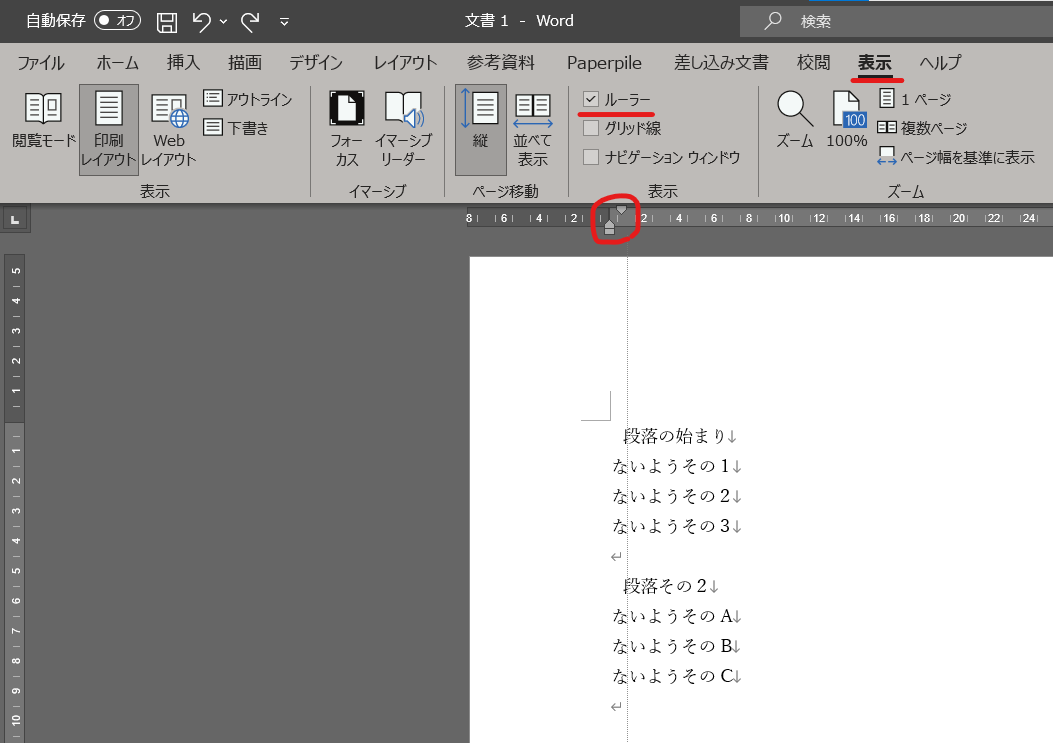 自動保存 オフ 文書 1 - Word 検索
ファイル ホーム 挿入 描画 デザイン レイアウト 参考資料 Paperpile 差し込み文書 校閲 表示 ヘルプ
閲覧モード
印刷
レイアウト
Web
レイアウト
アウトライン
下書き
表示
フォー
カス
イマーシブ
リーダー
イマーシブ
縦
並べて
表示
ページ移動
ルーラー
グリッド線
ナビゲーション ウィンドウ
表示
ズーム
100
100%
1 ページ
複数ページ
ページ幅を基準に表示
ズーム
L
8 6 4 2 2 4 6 8 10 12 14 16 18 20 22 24
5
4
3
2
1
1
2
3
4
5
6
7
8
9
10
段落の始まり↓
ないようその 1↓
ないようその 2↓
ないようその 3↓
↵
段落その 2↓
ないようその A↓
ないようその B↓
ないようその C↓
↵